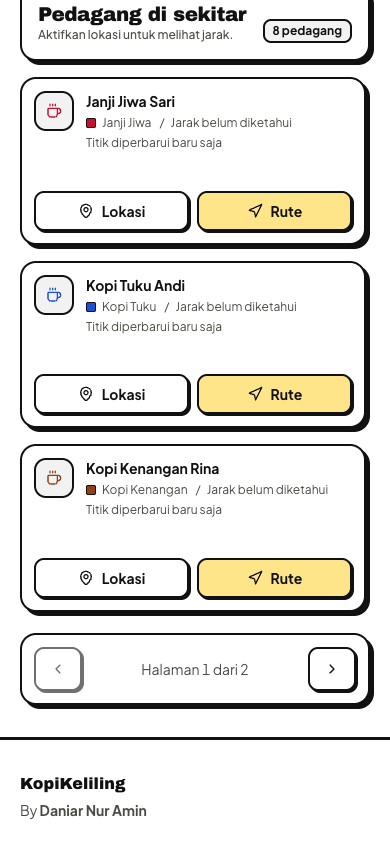 Pedagang di sekitar
Aktifkan lokasi untuk melihat jarak.
8 pedagang
Janji Jiwa Sari
Janji Jiwa / Jarak belum diketahui
Titik diperbarui baru saja
Lokasi
Rute
Kopi Tuku Andi
Kopi Tuku / Jarak belum diketahui
Titik diperbarui baru saja
Lokasi
Rute
Kopi Kenangan Rina
Kopi Kenangan / Jarak belum diketahui
Titik diperbarui baru saja
Lokasi
Rute
Halaman 1 dari 2
KopiKeliling
By Daniar Nur Amin